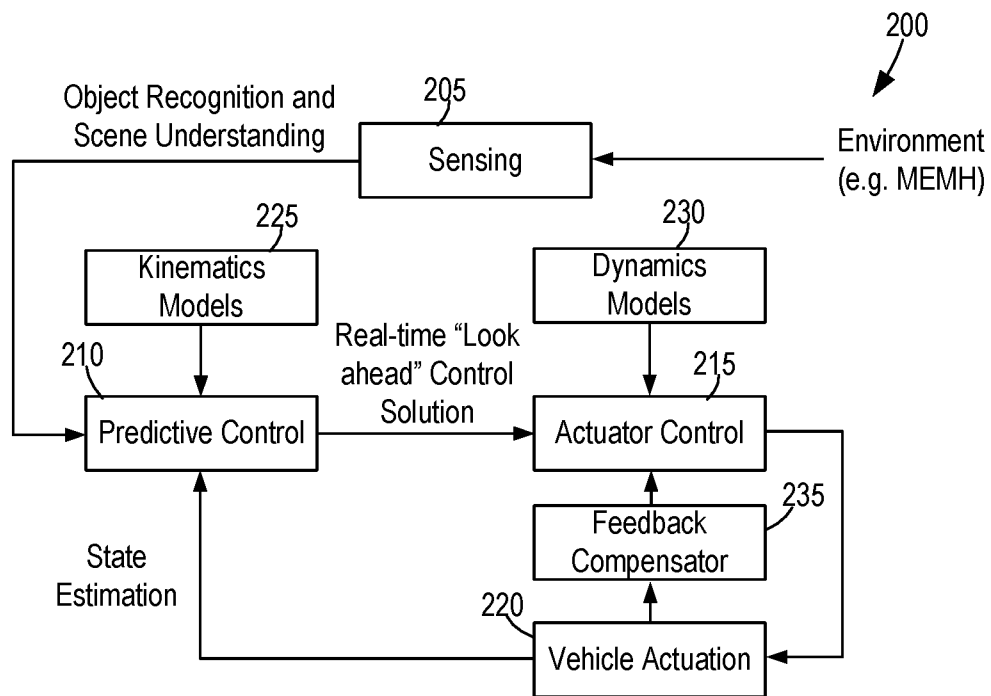 200
Object Recognition and
Scene Understanding
205
Sensing
Environment
(e.g. MEMH)
225
Kinematics
Models
230
Dynamics
Models
Real-time “Look
ahead” Control
Solution
210
Predictive Control
215
Actuator Control
235
Feedback
Compensator
State
Estimation
220
Vehicle Actuation